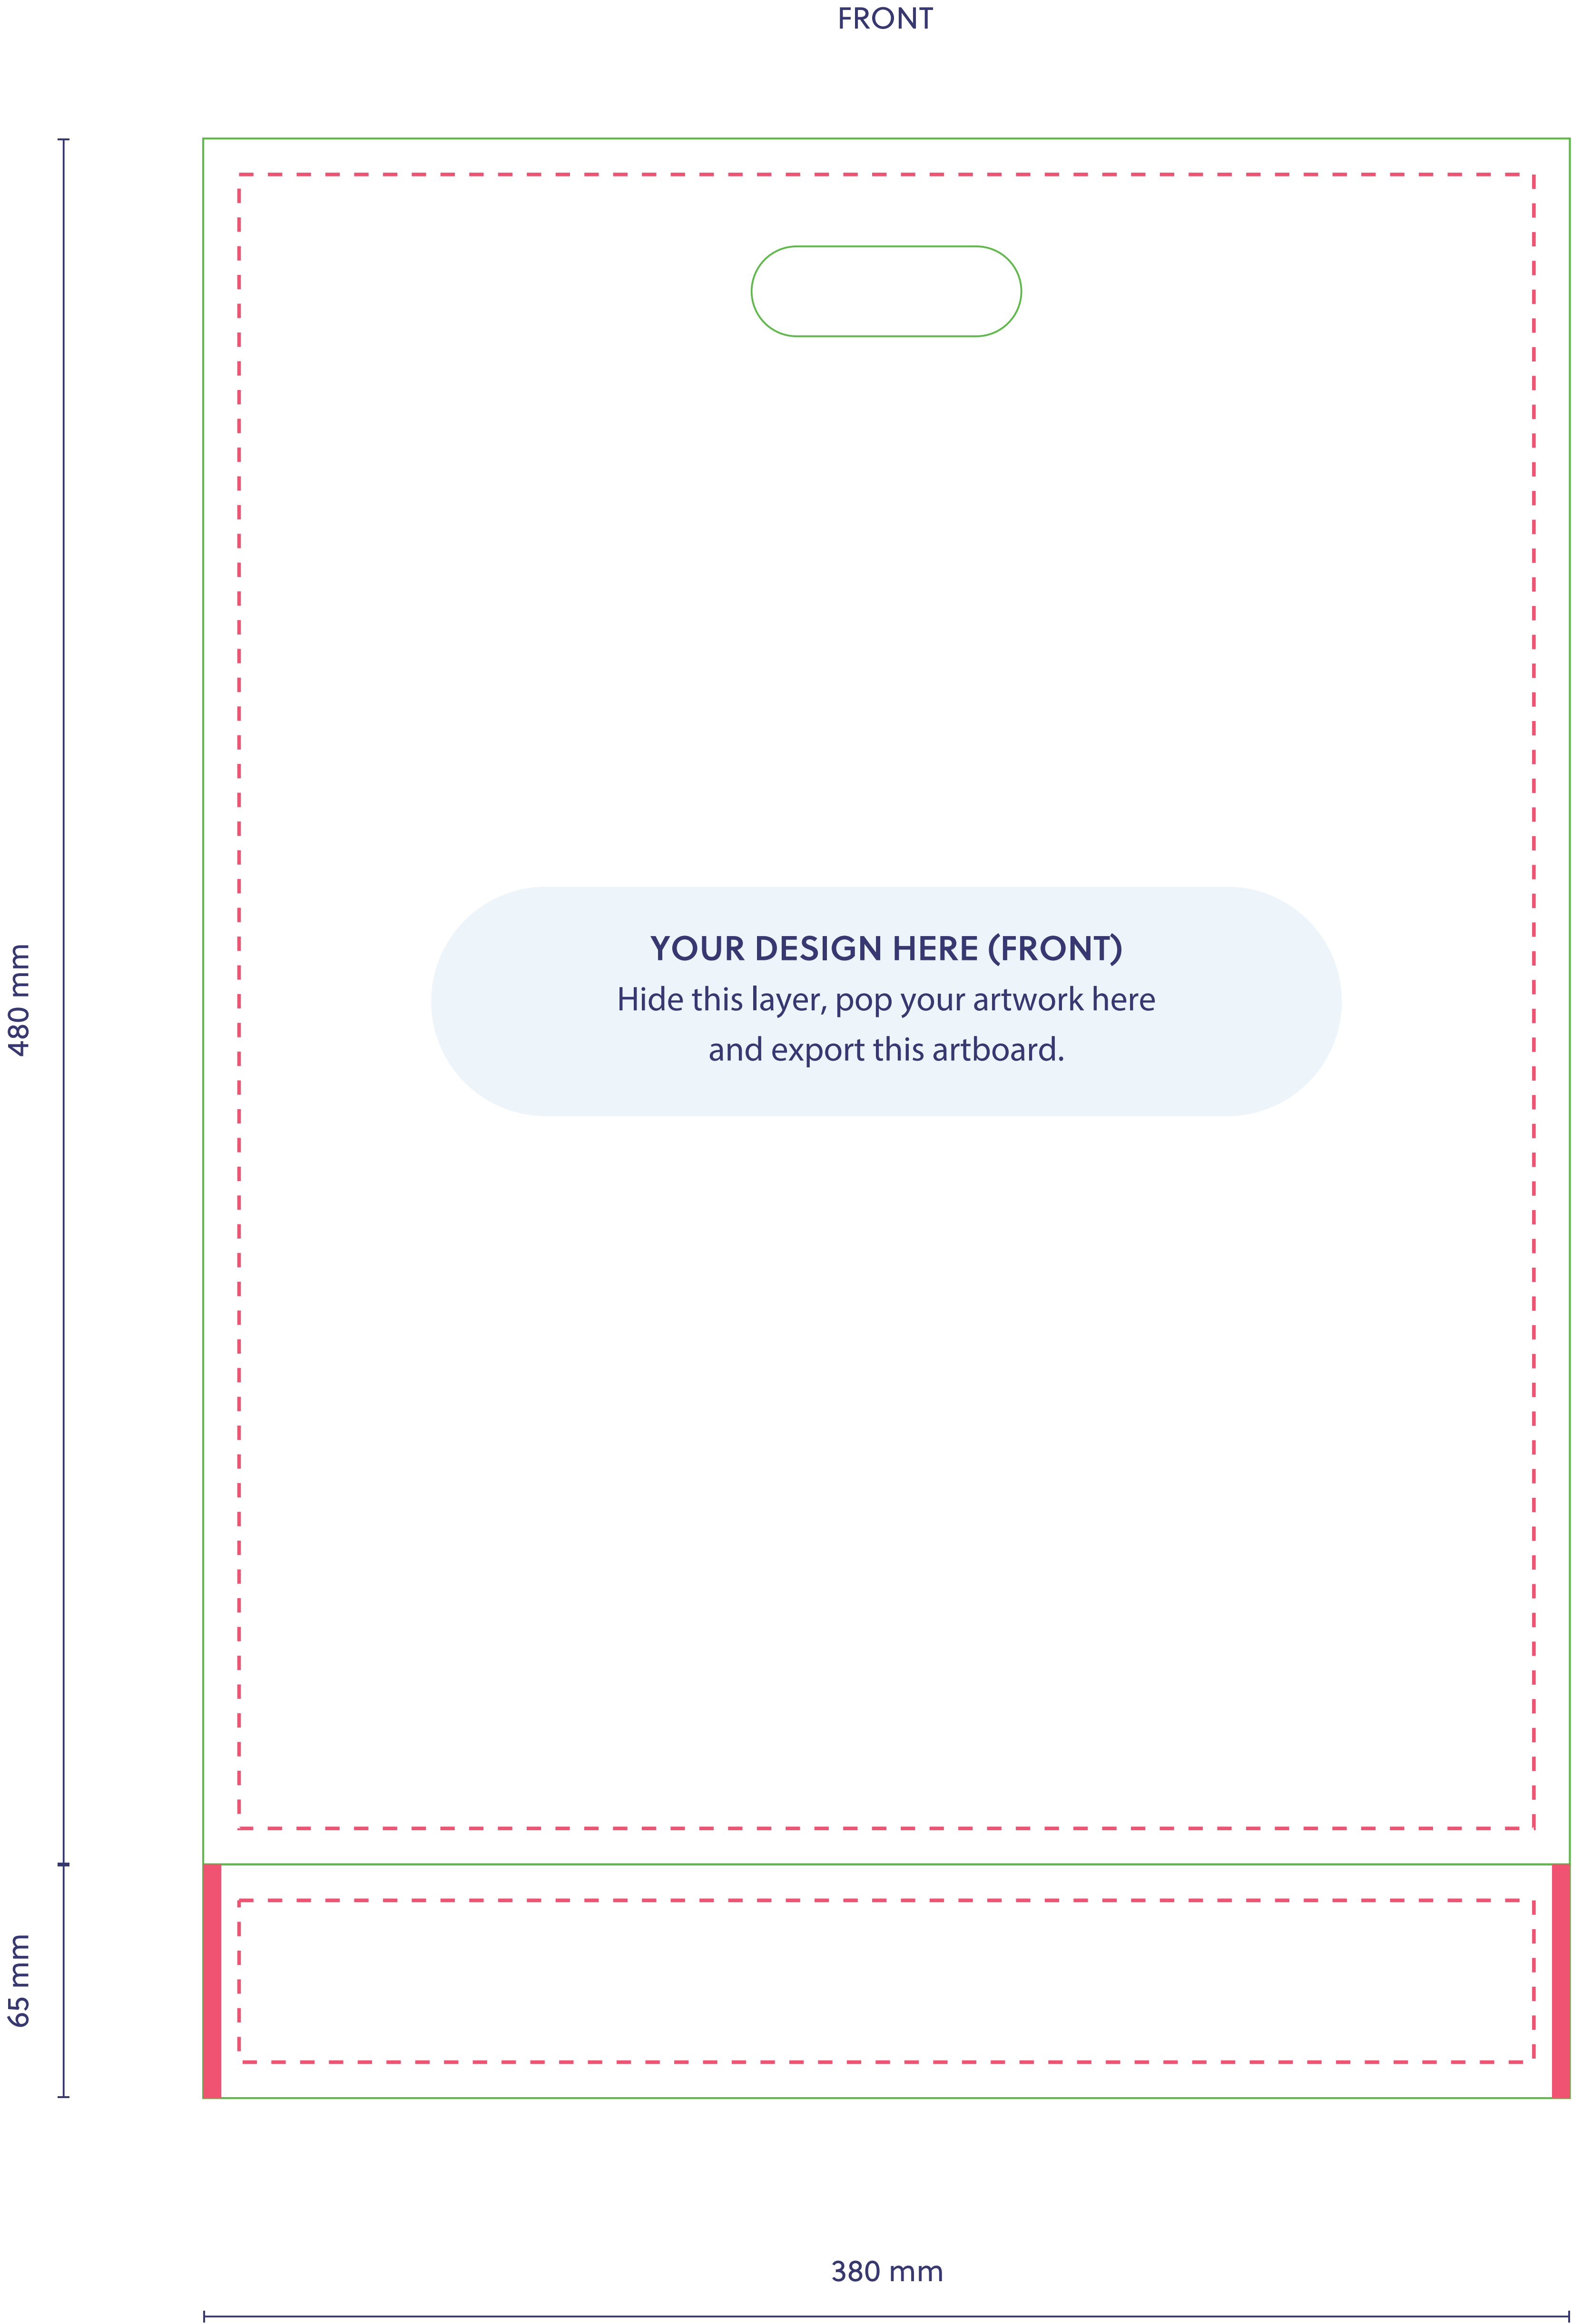 FRONT
480 mm
YOUR DESIGN HERE (FRONT)
Hide this layer, pop your artwork here
and export this artboard.
65 mm
380 mm